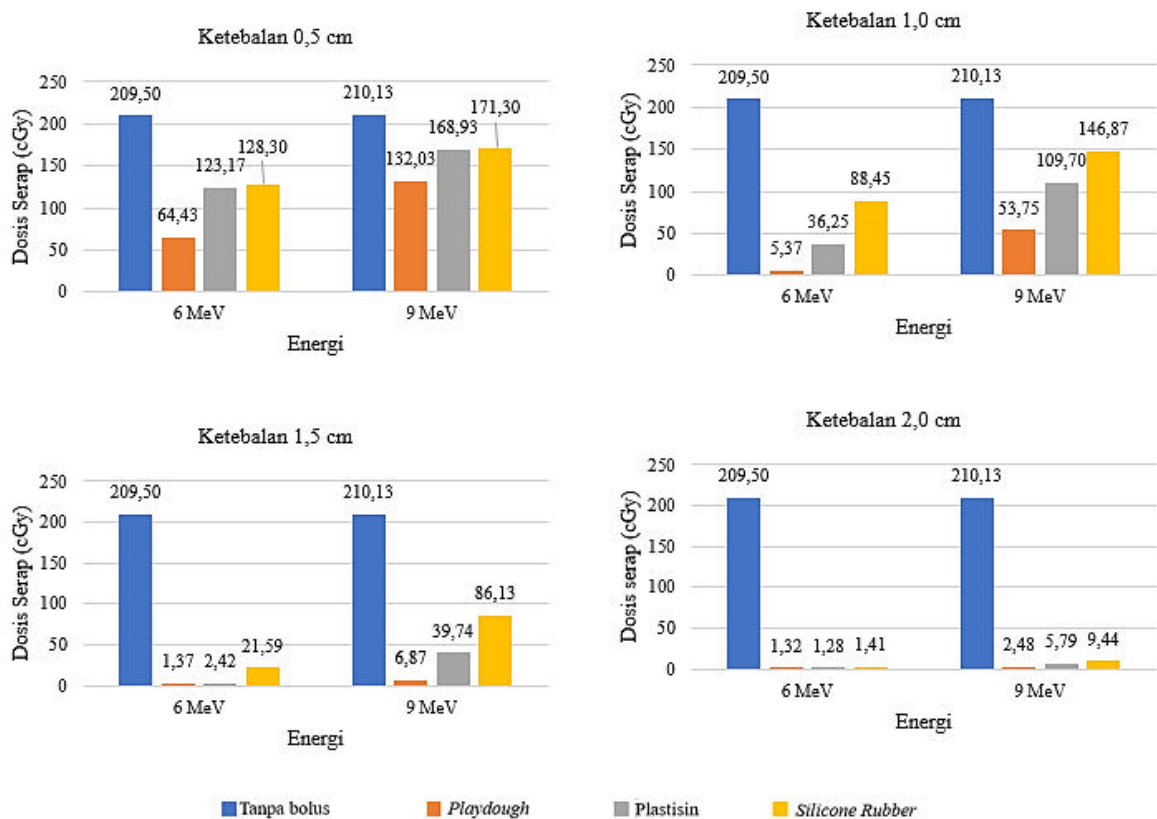 Ketebalan 0,5 cm
Dosis Serap (cGy)
250
200
150
100
50
0
209,50
64,43
123,17
128,30
210,13
132,03
168,93
171,30
6 MeV
9 MeV
Energi
Ketebalan 1,0 cm
Dosis Serap (cGy)
250
200
150
100
50
0
209,50
5,37
36,25
88,45
210,13
53,75
109,70
146,87
6 MeV
9 MeV
Energi
Ketebalan 1,5 cm
Dosis Serap (cGy)
250
200
150
100
50
0
209,50
1,37
2,42
21,59
210,13
6,87
39,74
86,13
6 MeV
9 MeV
Energi
Ketebalan 2,0 cm
Dosis serap (cGy)
250
200
150
100
50
0
209,50
1,32
1,28
1,41
210,13
2,48
5,79
9,44
6 MeV
9 MeV
Energi
Tanpa bolus
Playdough
Plastisin
Silicone Rubber